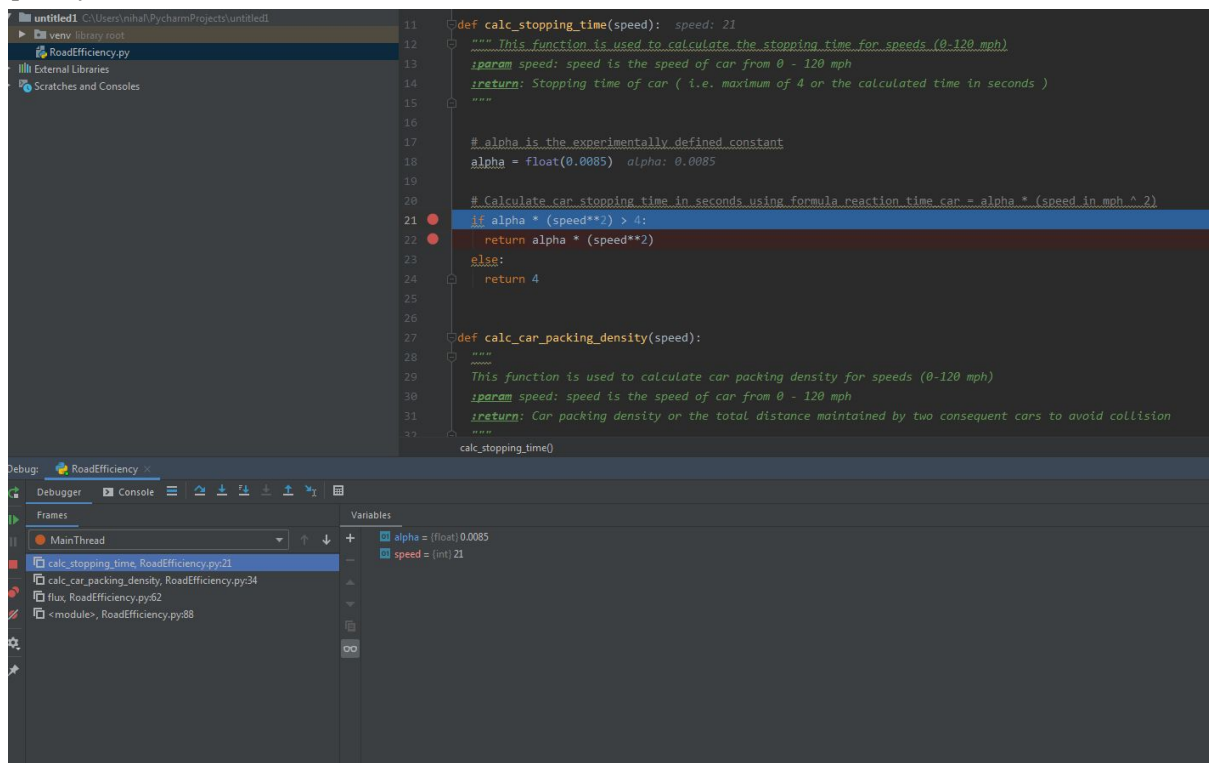 untitled1 C:\Users\nihal\PycharmProjects\untitled1
venv library root
RoadEfficiency.py
External Libraries
Scratches and Consoles
11 def calc_stopping_time(speed): speed: 21
12 """ This function is used to calculate the stopping time for speeds (0-120 mph)
13 :param speed: speed is the speed of car from 0 - 120 mph
14 :return: Stopping time of car ( i.e. maximum of 4 or the calculated time in seconds )
15 """
16
17 # alpha is the experimentally defined constant
18 alpha = float(0.0085) alpha: 0.0085
19
20 # Calculate car stopping time in seconds using formula reaction_time_car = alpha * (speed in mph ^ 2)
21 if alpha * (speed**2) > 4:
22 return alpha * (speed**2)
23 else:
24 return 4
25
26
27 def calc_car_packing_density(speed):
28 """
29 This function is used to calculate car packing density for speeds (0-120 mph)
30 :param speed: speed is the speed of car from 0 - 120 mph
31 :return: Car packing density or the total distance maintained by two consequent cars to avoid collision
32 """
calc_stopping_time()
Debug: RoadEfficiency
Debugger Console
Frames Variables
MainThread
calc_stopping_time, RoadEfficiency.py:21
calc_car_packing_density, RoadEfficiency.py:34
flux, RoadEfficiency.py:62
<module>, RoadEfficiency.py:88
alpha = {float} 0.0085
speed = {int} 21